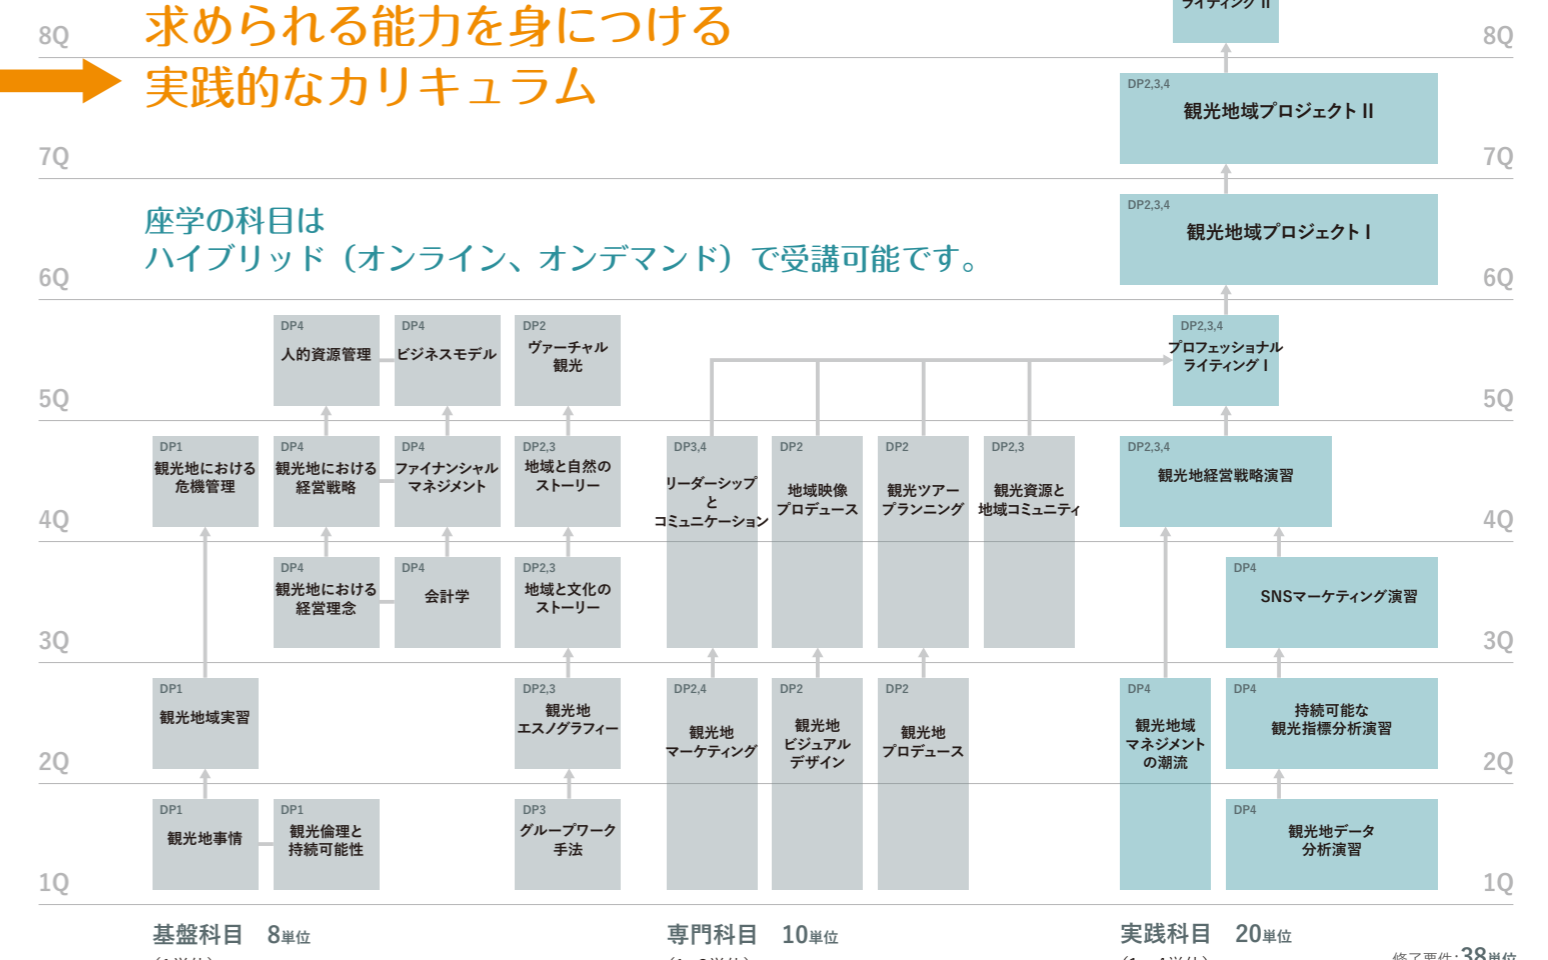 求められる能力を身につける
実践的なカリキュラム
座学の科目は
ハイブリッド（オンライン、オンデマンド）で受講可能です。
ライティング II
8Q
8Q
DP2,3,4
観光地域プロジェクト II
7Q
7Q
DP2,3,4
観光地域プロジェクト I
6Q
6Q
DP4
人的資源管理
DP4
ビジネスモデル
DP2
ヴァーチャル
観光
DP2,3,4
プロフェッショナル
ライティング I
5Q
5Q
DP1
観光地における
危機管理
DP4
観光地における
経営戦略
DP4
ファイナンシャル
マネジメント
DP2,3
地域と自然の
ストーリー
DP3,4
リーダーシップ
と
コミュニケーション
DP2
地域映像
プロデュース
DP2
観光ツアー
プランニング
DP2,3
観光資源と
地域コミュニティ
DP2,3,4
観光地経営戦略演習
4Q
4Q
DP4
観光地における
経営理念
DP4
会計学
DP2,3
地域と文化の
ストーリー
DP4
SNSマーケティング演習
3Q
3Q
DP1
観光地域実習
DP2,3
観光地
エスノグラフィー
DP2,4
観光地
マーケティング
DP2
観光地
ビジュアル
デザイン
DP2
観光地
プロデュース
DP4
観光地域
マネジメント
の潮流
DP4
持続可能な
観光指標分析演習
2Q
2Q
DP1
観光地事情
DP1
観光倫理と
持続可能性
DP3
グループワーク
手法
DP4
観光地データ
分析演習
1Q
1Q
基盤科目 8単位
専門科目 10単位
実践科目 20単位
修了要件:38単位